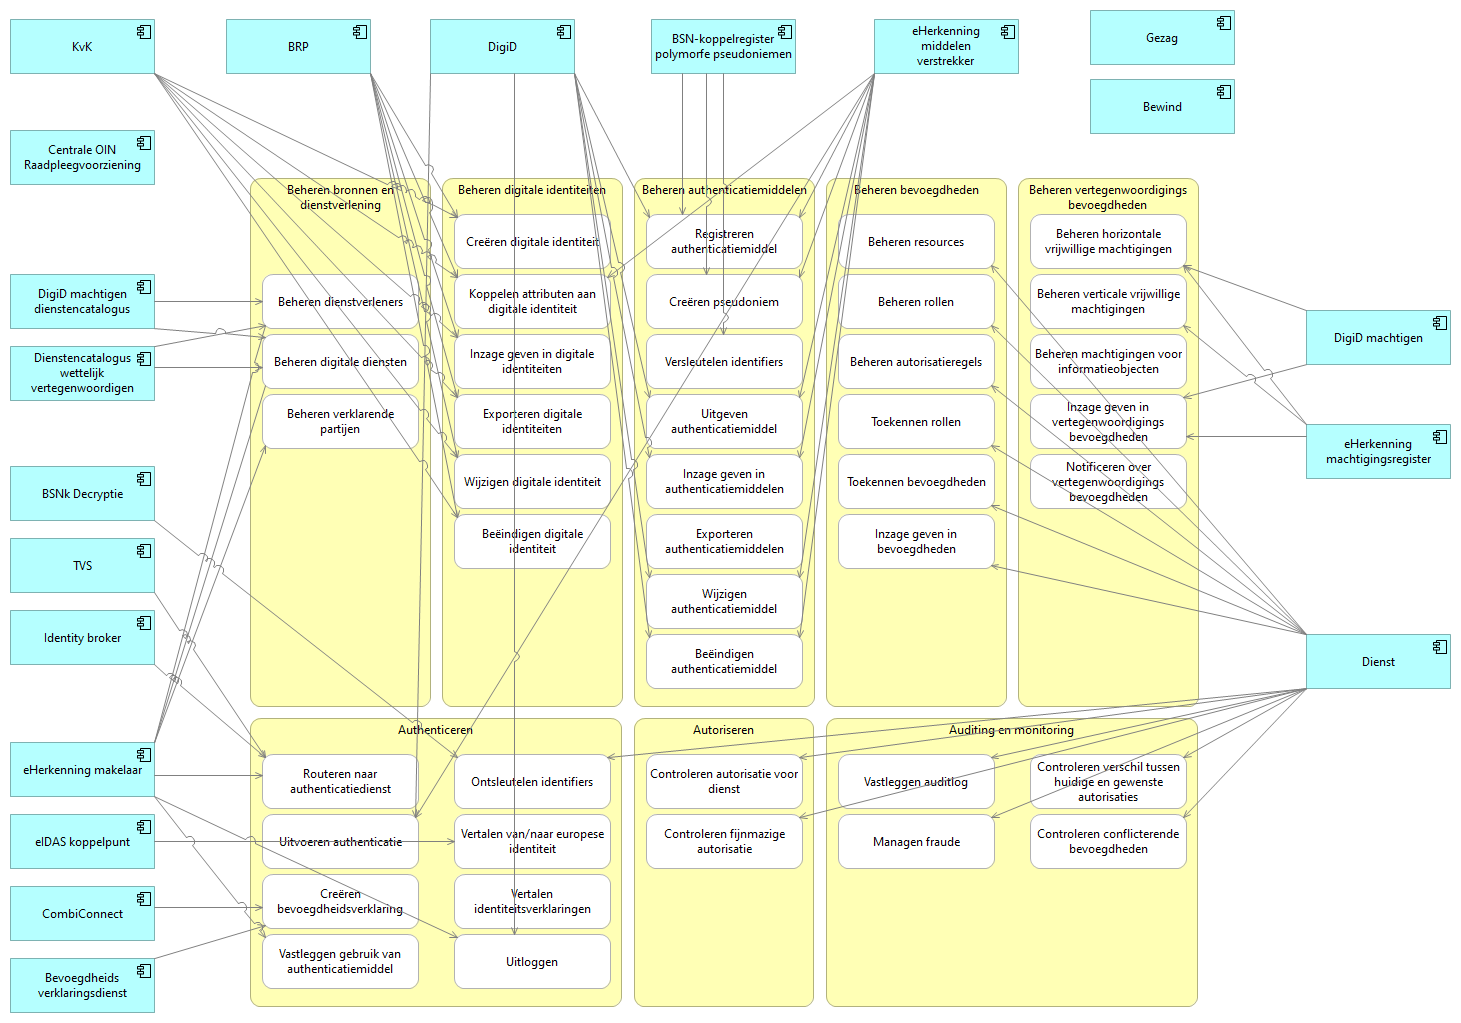 KvK
BRP
DigiD
BSN-koppelregister
polymorfe pseudoniemen
eHerkenning
middelen
verstrekker
Gezag
Bewind
Centrale OIN
Raadpleegvoorziening
DigiD machtigen
dienstencatalogus
Dienstencatalogus
wettelijk
vertegenwoordigen
BSNk Decryptie
TVS
Identity broker
eHerkenning makelaar
eIDAS koppelpunt
CombiConnect
Bevoegdheids
verklaringsdienst
Beheren bronnen en
dienstverlening
Beheren dienstverleners
Beheren digitale diensten
Beheren verklarende
partijen
Beheren digitale identiteiten
Creëren digitale identiteit
Koppelen attributen aan
digitale identiteit
Inzage geven in digitale
identiteiten
Exporteren digitale
identiteiten
Wijzigen digitale identiteit
Beëindigen digitale
identiteit
Beheren authenticatiemiddelen
Registreren
authenticatiemiddel
Creëren pseudoniem
Versleutelen identifiers
Uitgeven
authenticatiemiddel
Inzage geven in
authenticatiemiddelen
Exporteren
authenticatiemiddelen
Wijzigen
authenticatiemiddel
Beëindigen
authenticatiemiddel
Beheren bevoegdheden
Beheren resources
Beheren rollen
Beheren autorisatieregels
Toekennen rollen
Toekennen bevoegdheden
Inzage geven in
bevoegdheden
Beheren vertegenwoordigings
bevoegdheden
Beheren horizontale
vrijwillige machtigingen
Beheren verticale vrijwillige
machtigingen
Beheren machtigingen voor
informatieobjecten
Inzage geven in
vertegenwoordigings
bevoegdheden
Notificeren over
vertegenwoordigings
bevoegdheden
DigiD machtigen
eHerkenning
machtigingsregister
Dienst
Authenticeren
Routeren naar
authenticatiedienst
Ontsleutelen identifiers
Uitvoeren authenticatie
Vertalen van/naar europese
identiteit
Creëren
bevoegdheidsverklaring
Vertalen
identiteitsverklaringen
Vastleggen gebruik van
authenticatiemiddel
Uitloggen
Autoriseren
Controleren autorisatie voor
dienst
Controleren fijnmazige
autorisatie
Auditing en monitoring
Vastleggen auditlog
Controleren verschil tussen
huidige en gewenste
autorisaties
Managen fraude
Controleren conflicterende
bevoegdheden